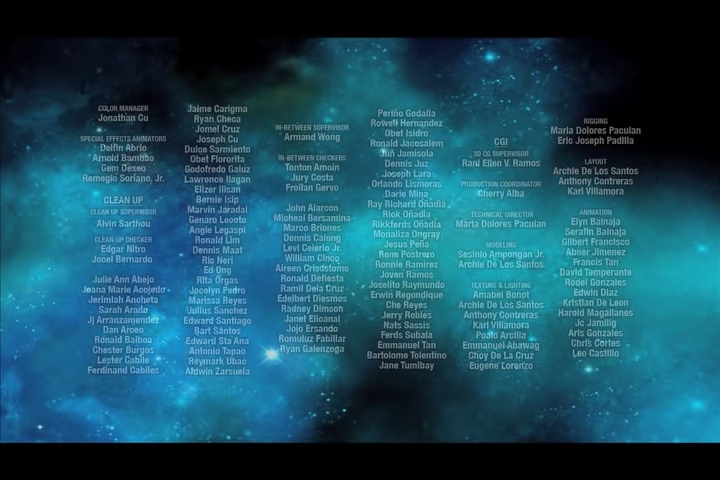 COLOR MANAGER
Jonathan Cu
SPECIAL EFFECTS ANIMATORS
Delfin Abrio
Arnold Bambao
Gem Deseo
Remegio Soriano, Jr.
CLEAN UP
CLEAN UP SUPERVISOR
Alvin Sarthou
CLEAN-UP CHECKER
Edgar Nitro
Jocel Bernardo
Julie Ann Abejo
Joana Marie Acojedo
Jerimiah Ancheta
Sarah Arada
Jj Arranzamendez
Dan Arceo
Ronald Balboa
Chester Burgos
Lester Cabile
Ferdinand Cabiles
Jaime Carigma
Ryan Checa
Jomel Cruz
Joseph Cu
Dulce Sarmiento
Obet Flororita
Godofredo Galuz
Lawrence Ilagan
Elizer Ilisan
Bernie Isip
Marvin Jaradal
Genaro Lecoto
Angie Legaspi
Ronald Lim
Dennis Maat
Ric Neri
Ed Ong
Rita Orgas
Jocelyn Pedro
Marissa Reyes
Julius Sanchez
Edward Santiago
Bart Santos
Edward Sta Ana
Antonio Tapao
Reynark Ubac
Aldwin Zarsuela
IN-BETWEEN SUPERVISOR
Armand Wong
IN-BETWEEN CHECKERS
Tonton Amoin
Jury Costa
Froilan Gervo
John Alarcon
Micheal Bersamina
Marco Briones
Dennis Calong
Levi Celerio Jr.
William Cinco
Aireen Crisdstomo
Ronald Deflesta
Ramil Dela Cruz
Edelbert Diesmos
Radney Dimson
Janet Elicanal
Jojo Ersando
Romuluz Fabillar
Ryan Galenzoga
Periño Godalla
Rowell Hernandez
Obet Isidro
Ronald Jacosalem
Jun Jamisola
Dennis Juz
Joseph Lara
Orlando Lismoras
Dario Mina
Ray Richard Oñadia
Rick Oñadia
Rikkferds Oñadia
Monaliza Ongray
Jesus Peña
Rene Postrero
Ronnie Ramirez
Joven Ramos
Joselito Raymundo
Erwin Regondique
Che Reyes
Jerry Robles
Nats Sassis
Ferds Subala
Emmanuel Tan
Bartolome Tolentino
Jane Tumibay
CGI
3D CG SUPERVISOR
Rani Ellen V. Ramos
PRODUCTION COORDINATOR
Cherry Alba
TECHNICAL DIRECTOR
Maria Dolores Paculan
MODELING
Sesinio Ampongan Jr.
Archie De Los Santos
TEXTURE & LIGHTING
Amabel Bonot
Archie De Los Santos
Anthony Contreras
Karl Villamora
Paulo Arcilla
Emmanuel Abawag
Choy De La Cruz
Eugene Lorenzo
RIGGING
Maria Dolores Paculan
Eric Joseph Padilla
LAYOUT
Archie De Los Santos
Anthony Contreras
Karl Villamora
ANIMATION
Elyn Balnaja
Serafin Balnaja
Gilbert Francisco
Abner Jimenez
Francis Tan
David Temperante
Rodel Gonzales
Edwin Diaz
Kristian De Leon
Harold Magallanes
Jc Jamilig
Aris Gonzales
Chris Cortes
Leo Castillo